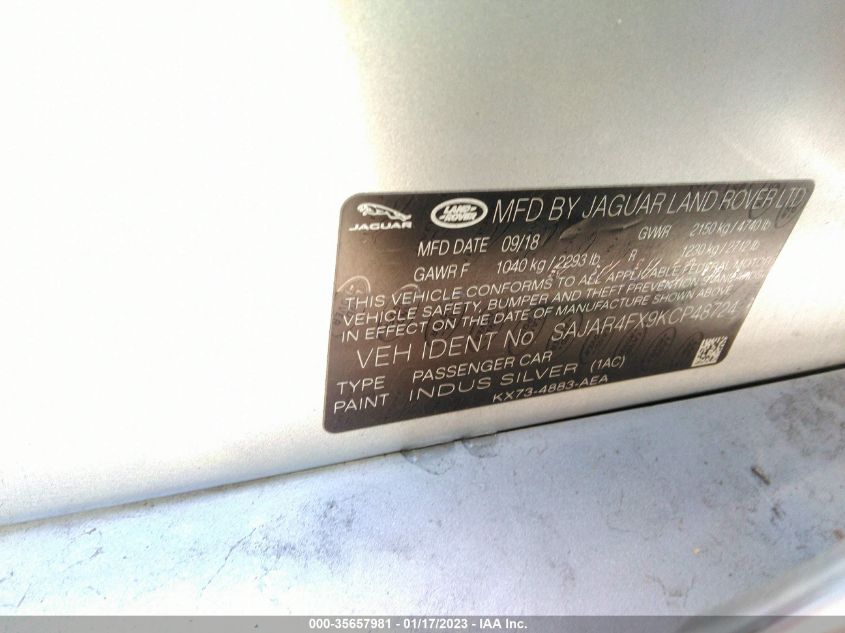 JAGUAR
LAND ROVER
MFD BY JAGUAR LAND ROVER LTD
MFD DATE 09/18 GVWR 2150 kg / 4740 lb
GAWR F 1040 kg / 2293 lb R 1230 kg / 2712 lb
THIS VEHICLE CONFORMS TO ALL APPLICABLE FEDERAL MOTOR
VEHICLE SAFETY, BUMPER AND THEFT PREVENTION STANDARDS
IN EFFECT ON THE DATE OF MANUFACTURE SHOWN ABOVE
VEH IDENT No. SAJAR4FX9KCP48724
TYPE PASSENGER CAR
PAINT INDUS SILVER (1AC)
KX73-4883-AEA
000-35657981 - 01/17/2023 - IAA Inc.